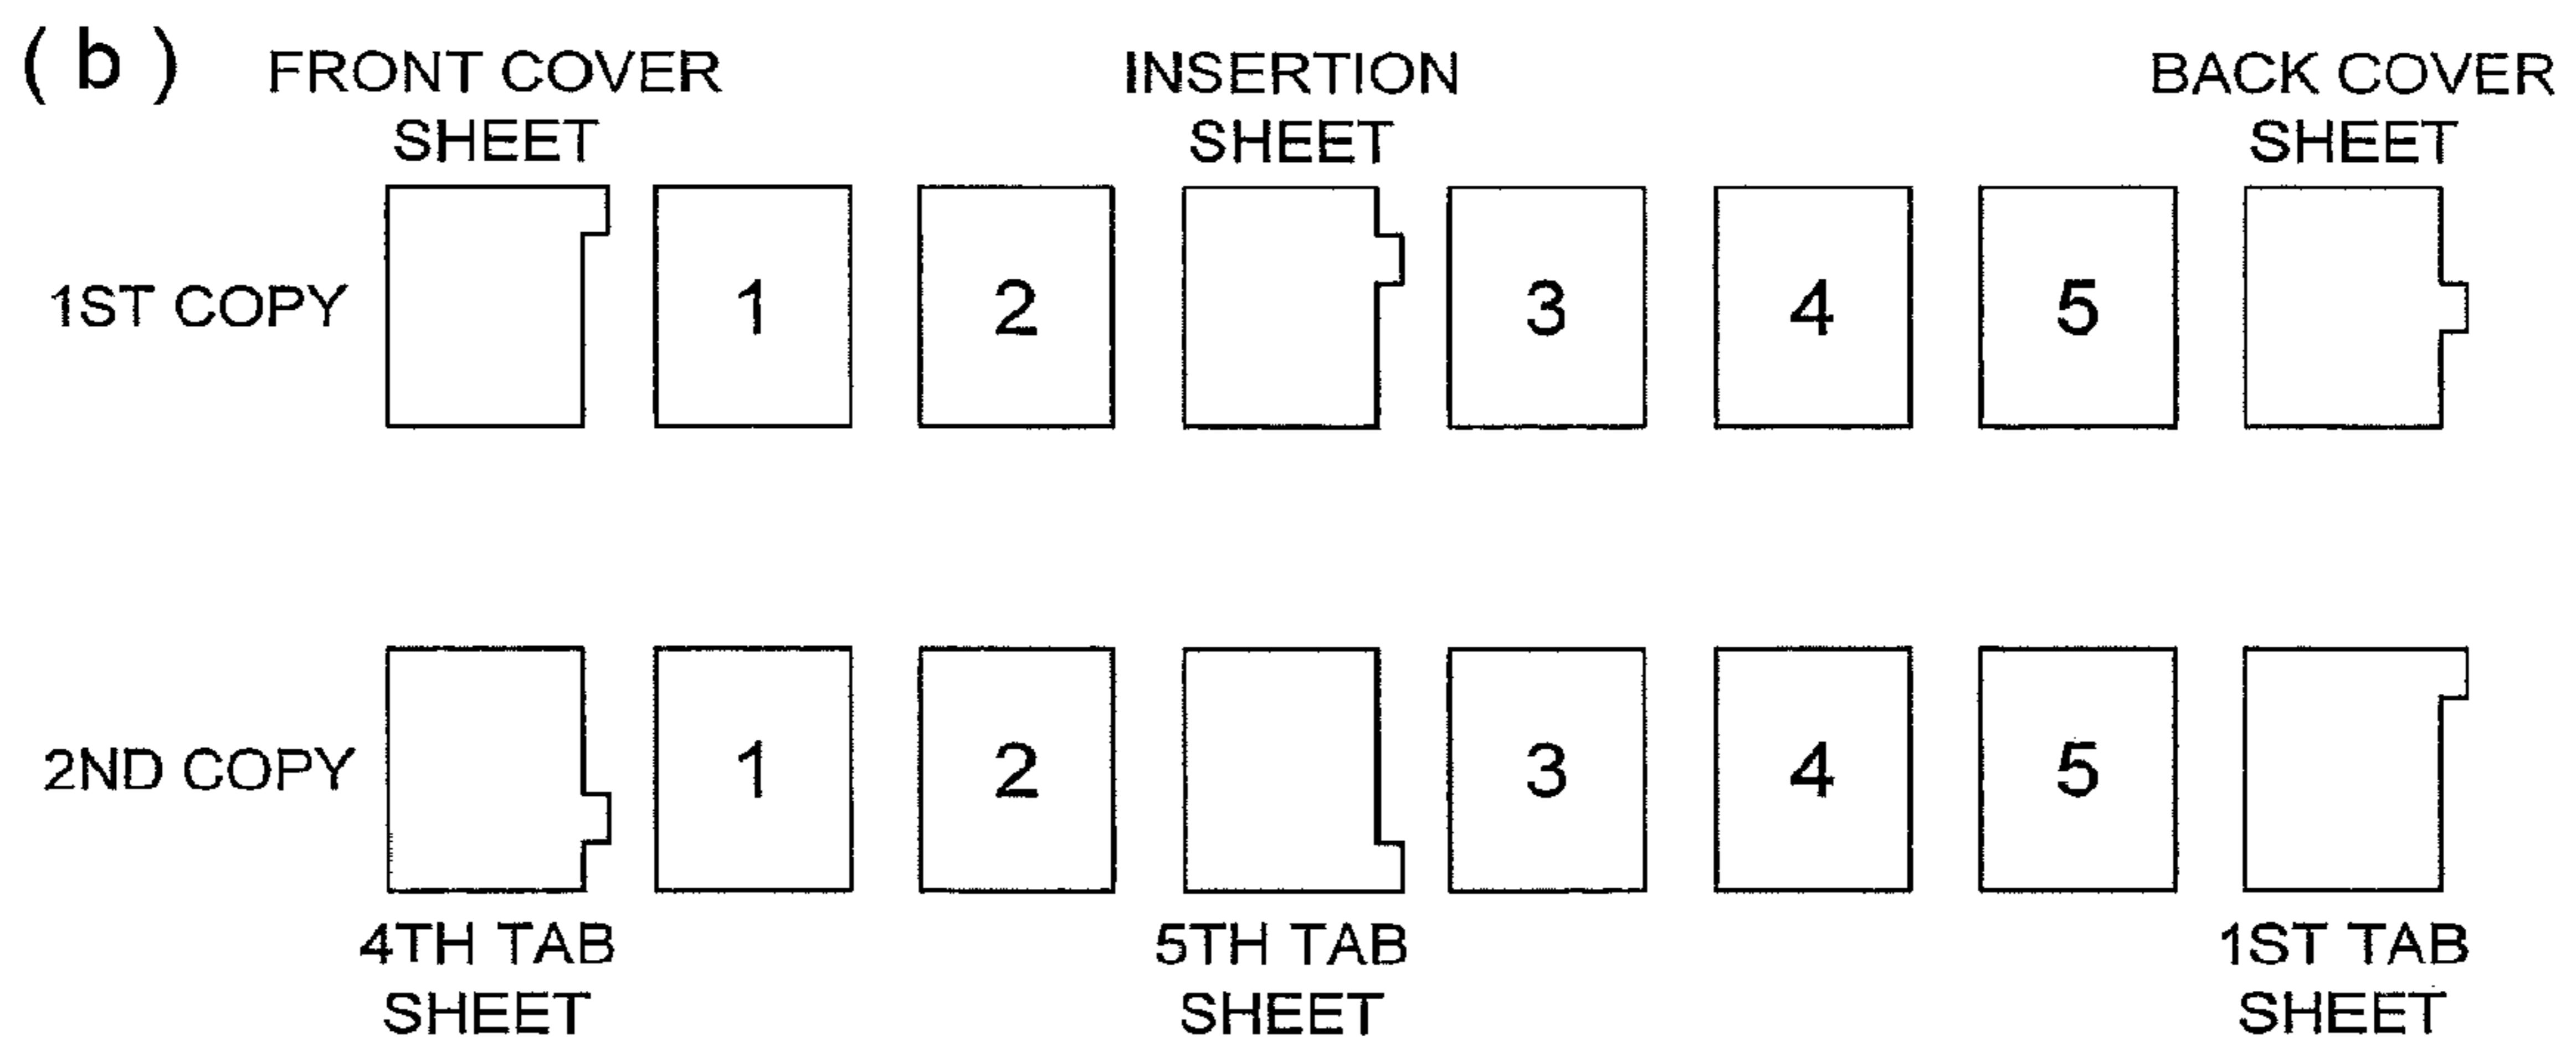 (b)
FRONT COVER SHEET
INSERTION SHEET
BACK COVER SHEET
1ST COPY
1 2 3 4 5
2ND COPY
1 2 3 4 5
4TH TAB SHEET
5TH TAB SHEET
1ST TAB SHEET